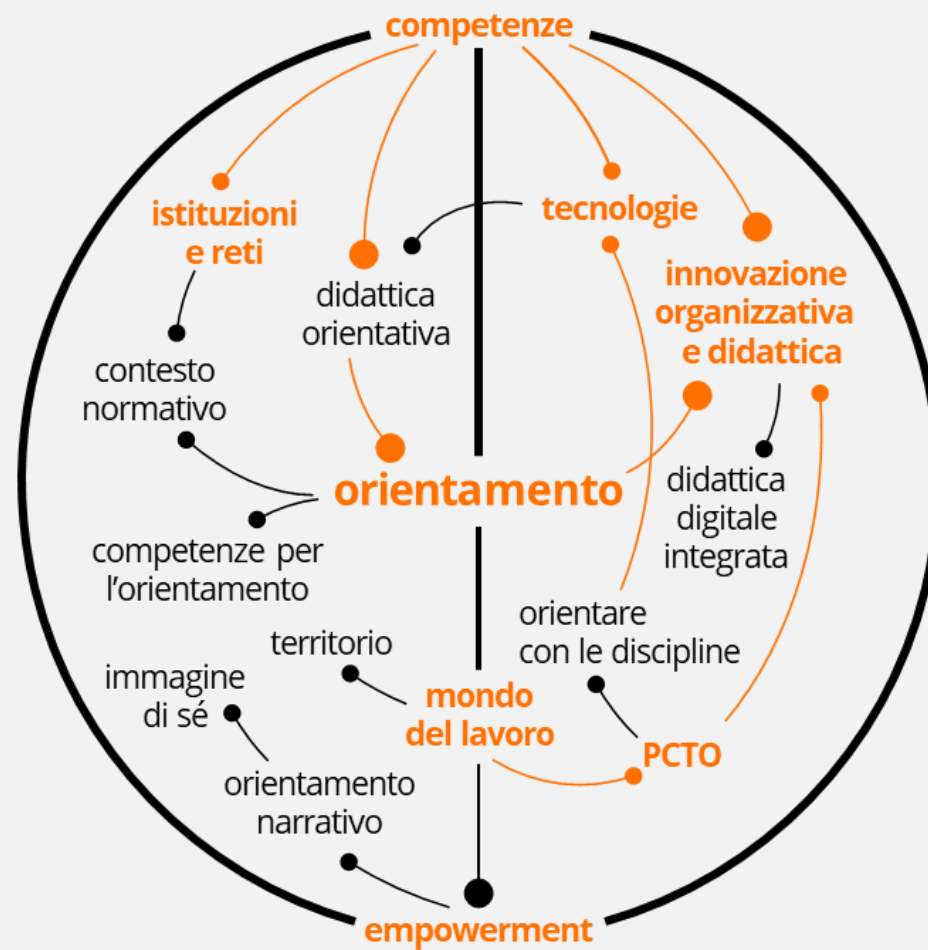 competenze
istituzioni
e reti
tecnologie
innovazione
organizzativa
e didattica
didattica
orientativa
contesto
normativo
orientamento
didattica
digitale
integrata
competenze per
l'orientamento
orientare
con le discipline
territorio
immagine
di sé
mondo
del lavoro
PCTO
orientamento
narrativo
empowerment